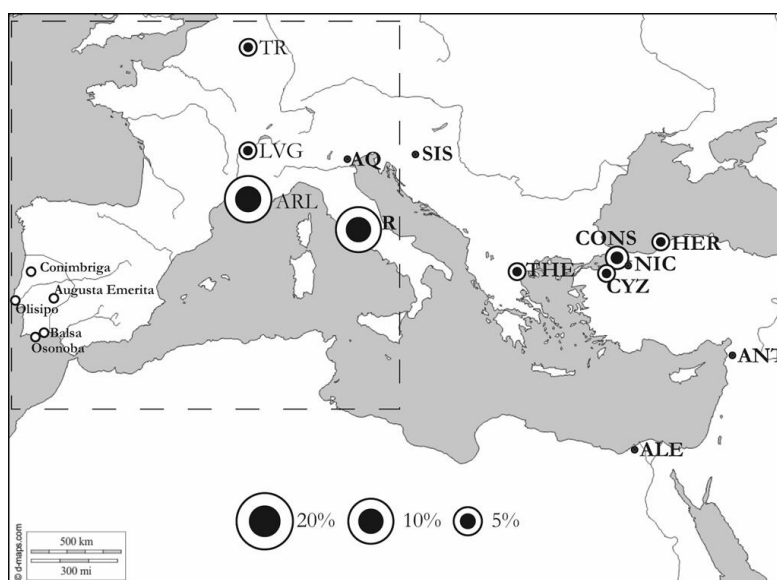 TR
LVG
AQ
SIS
ARL
R
CONS
HER
NIC
THE
CYZ
Conimbriga
Augusta Emerita
Olisipo
Balsa
Osonoba
ANT
ALE
20%
10%
5%
500 km
300 mi
© d-maps.com